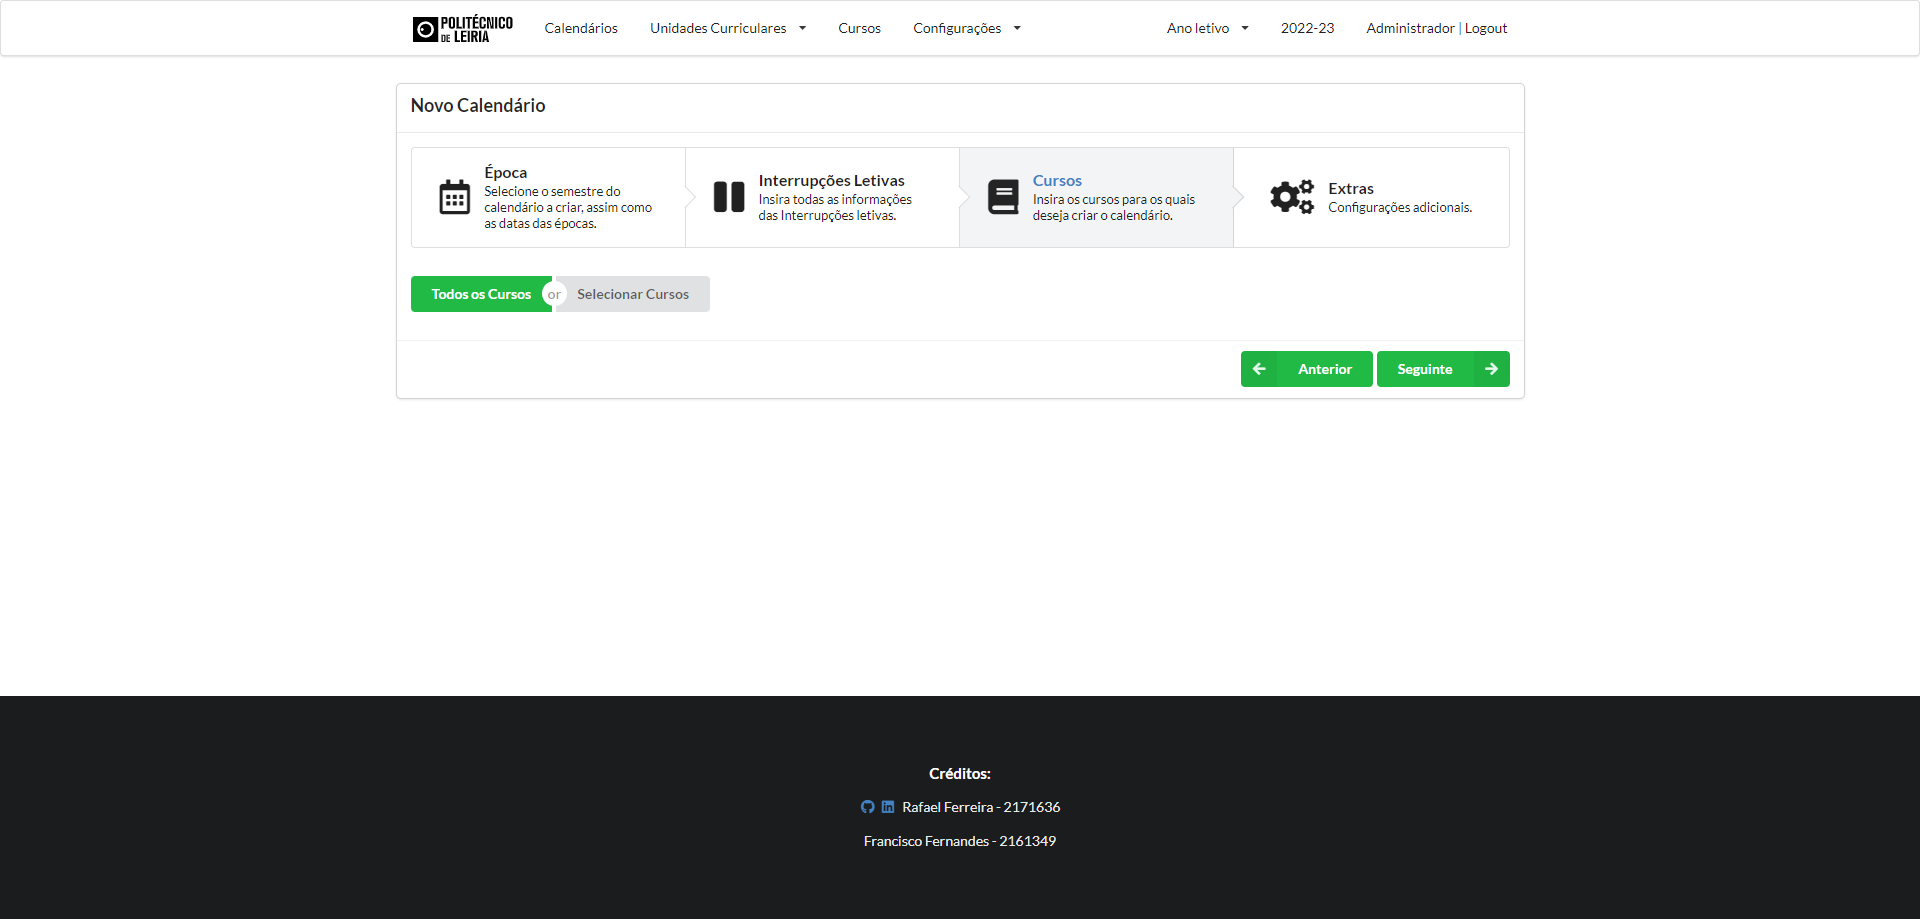 POLITÉCNICO
DE LEIRIA
Calendários
Unidades Curriculares
Cursos
Configurações
Ano letivo
2022-23
Administrador | Logout
Novo Calendário
Época
Selecione o semestre do
calendário a criar, assim como
as datas das épocas.
Interrupções Letivas
Insira todas as informações
das Interrupções letivas.
Cursos
Insira os cursos para os quais
deseja criar o calendário.
Extras
Configurações adicionais.
Todos os Cursos or Selecionar Cursos
Anterior
Seguinte
Créditos:
Rafael Ferreira - 2171636
Francisco Fernandes - 2161349